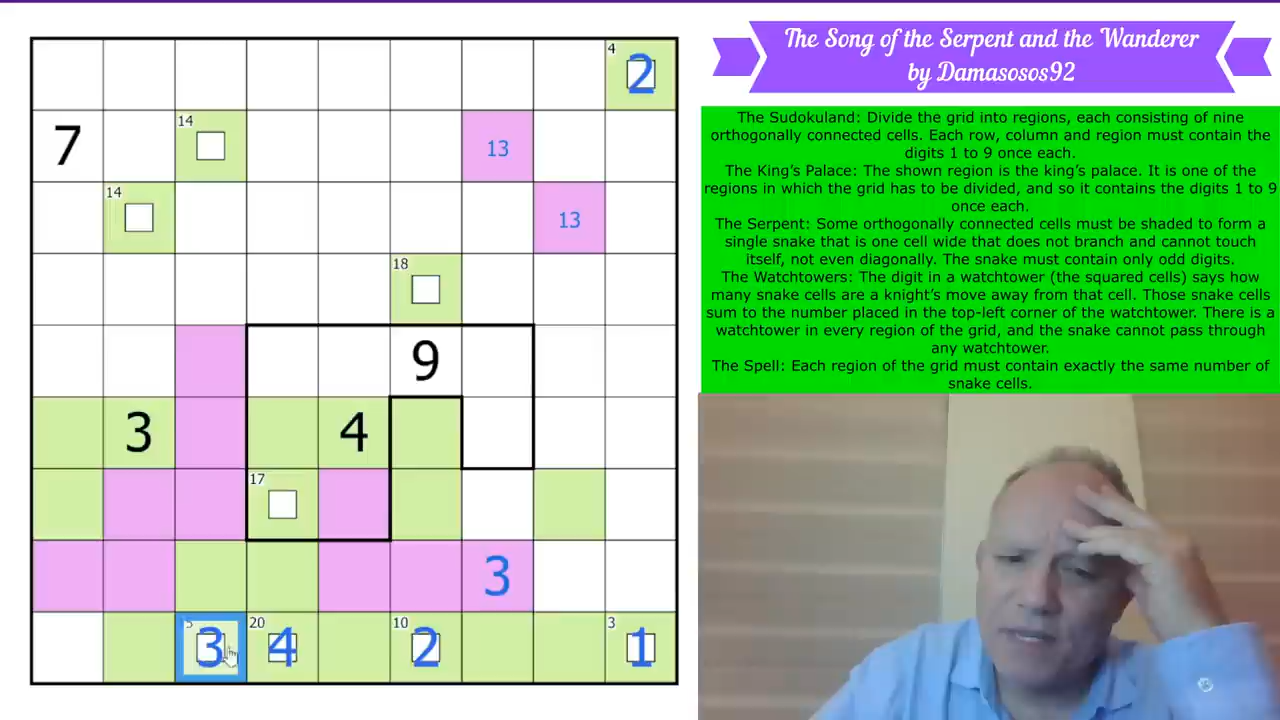 The Song of the Serpent and the Wanderer
by Damasosos92
The Sudokuland: Divide the grid into regions, each consisting of nine
orthogonally connected cells. Each row, column and region must contain the
digits 1 to 9 once each.
The King's Palace: The shown region is the king's palace. It is one of the
regions in which the grid has to be divided, and so it contains the digits 1 to 9
once each.
The Serpent: Some orthogonally connected cells must be shaded to form a
single snake that is one cell wide that does not branch and cannot touch
itself, not even diagonally. The snake must contain only odd digits.
The Watchtowers: The digit in a watchtower (the squared cells) says how
many snake cells are a knight's move away from that cell. Those snake cells
sum to the number placed in the top-left corner of the watchtower. There is a
watchtower in every region of the grid, and the snake cannot pass through
any watchtower.
The Spell: Each region of the grid must contain exactly the same number of
snake cells.
4 2
7 14 13
14 13
18
9
3 4
17
3
5 3 20 4 10 2 3 1